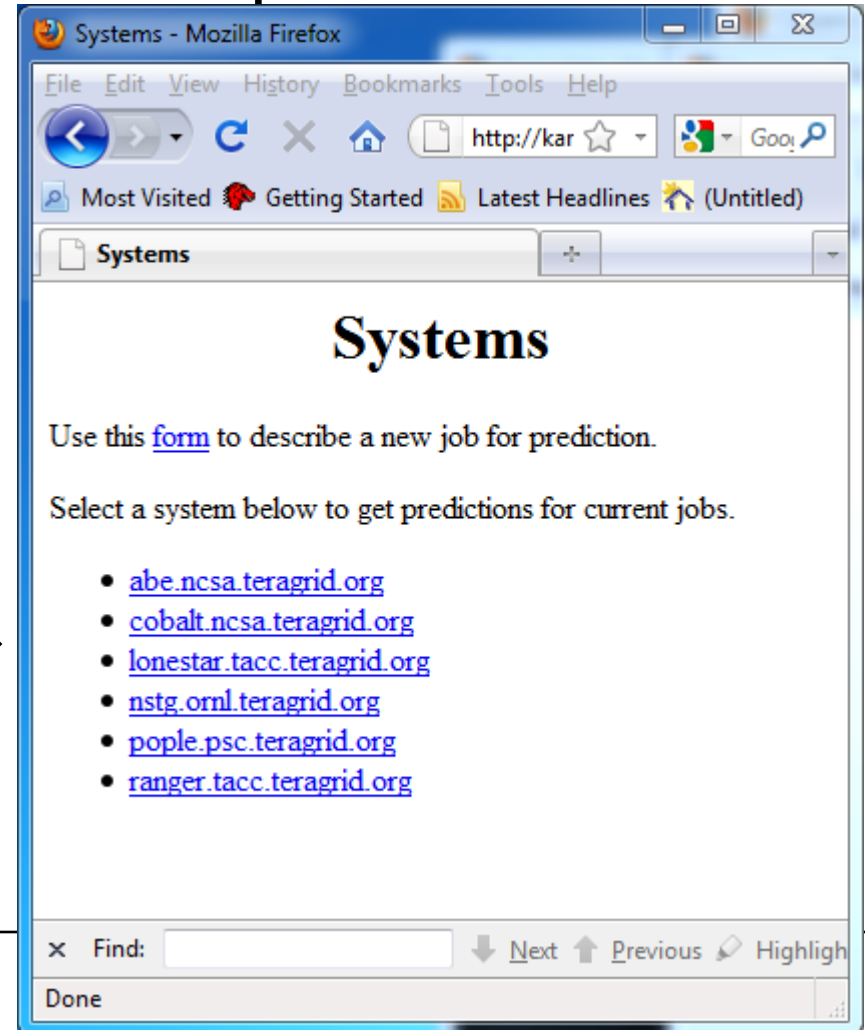 Systems - Mozilla Firefox
File Edit View History Bookmarks Tools Help
http://kar
Most Visited Getting Started Latest Headlines (Untitled)
Systems
Systems
Use this form to describe a new job for prediction.
Select a system below to get predictions for current jobs.
• abe.ncsa.teragrid.org
• cobalt.ncsa.teragrid.org
• lonestar.tacc.teragrid.org
• nstg.ornl.teragrid.org
• pople.psc.teragrid.org
• ranger.tacc.teragrid.org
× Find: Next Previous Highligh
Done